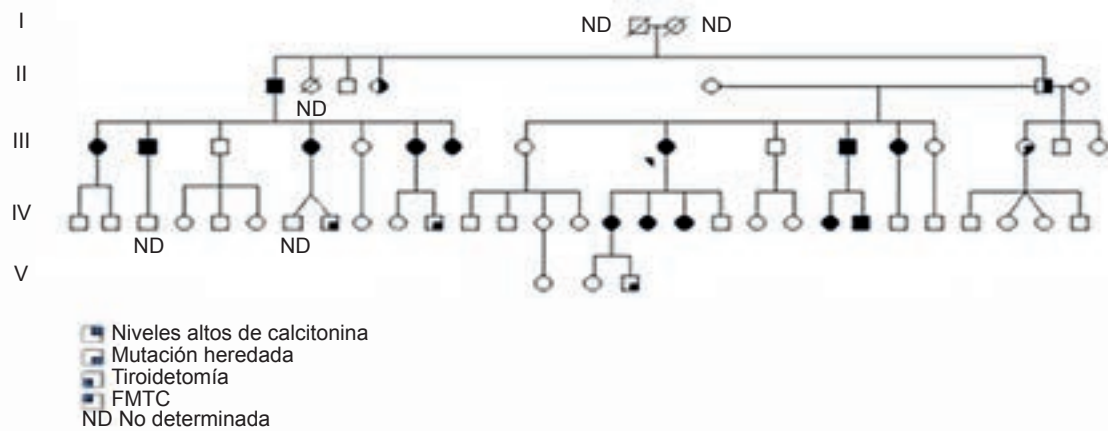 I
ND ND
II
ND
III
IV
ND ND
V
Niveles altos de calcitonina
Mutación heredada
Tiroidetomía
FMTC
ND No determinada